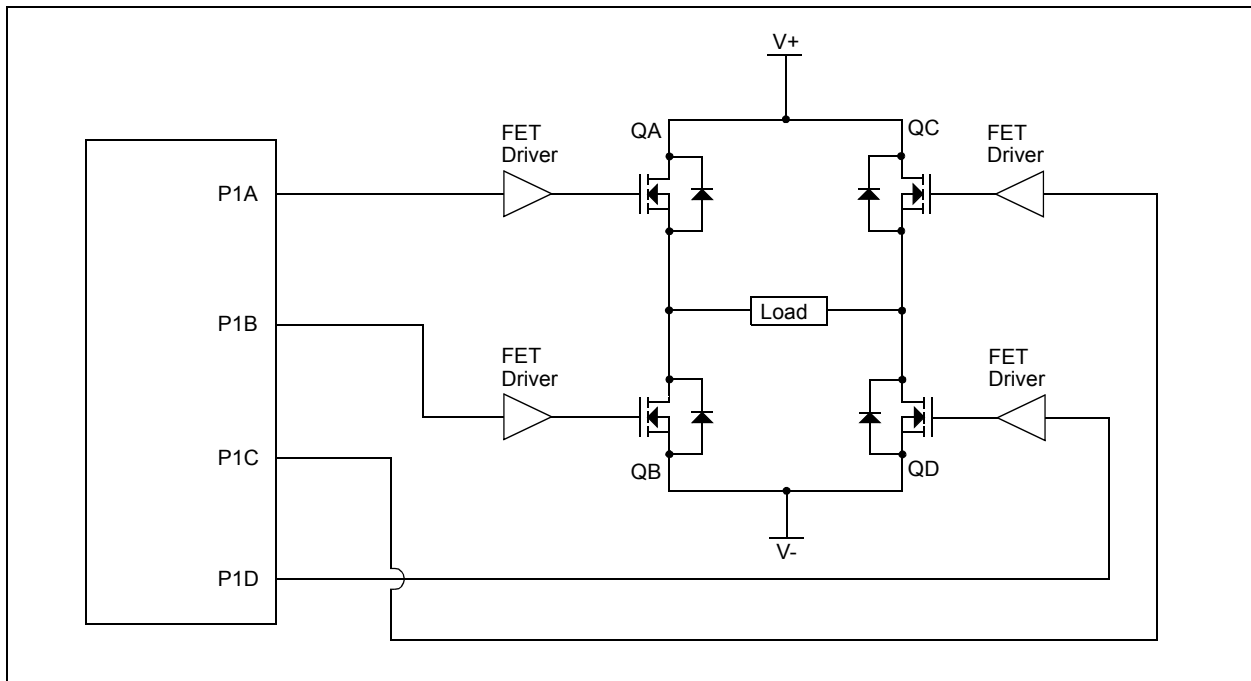 V+
QA
FET
Driver
QC
FET
Driver
P1A
Load
P1B
FET
Driver
FET
Driver
P1C
QB
QD
V-
P1D